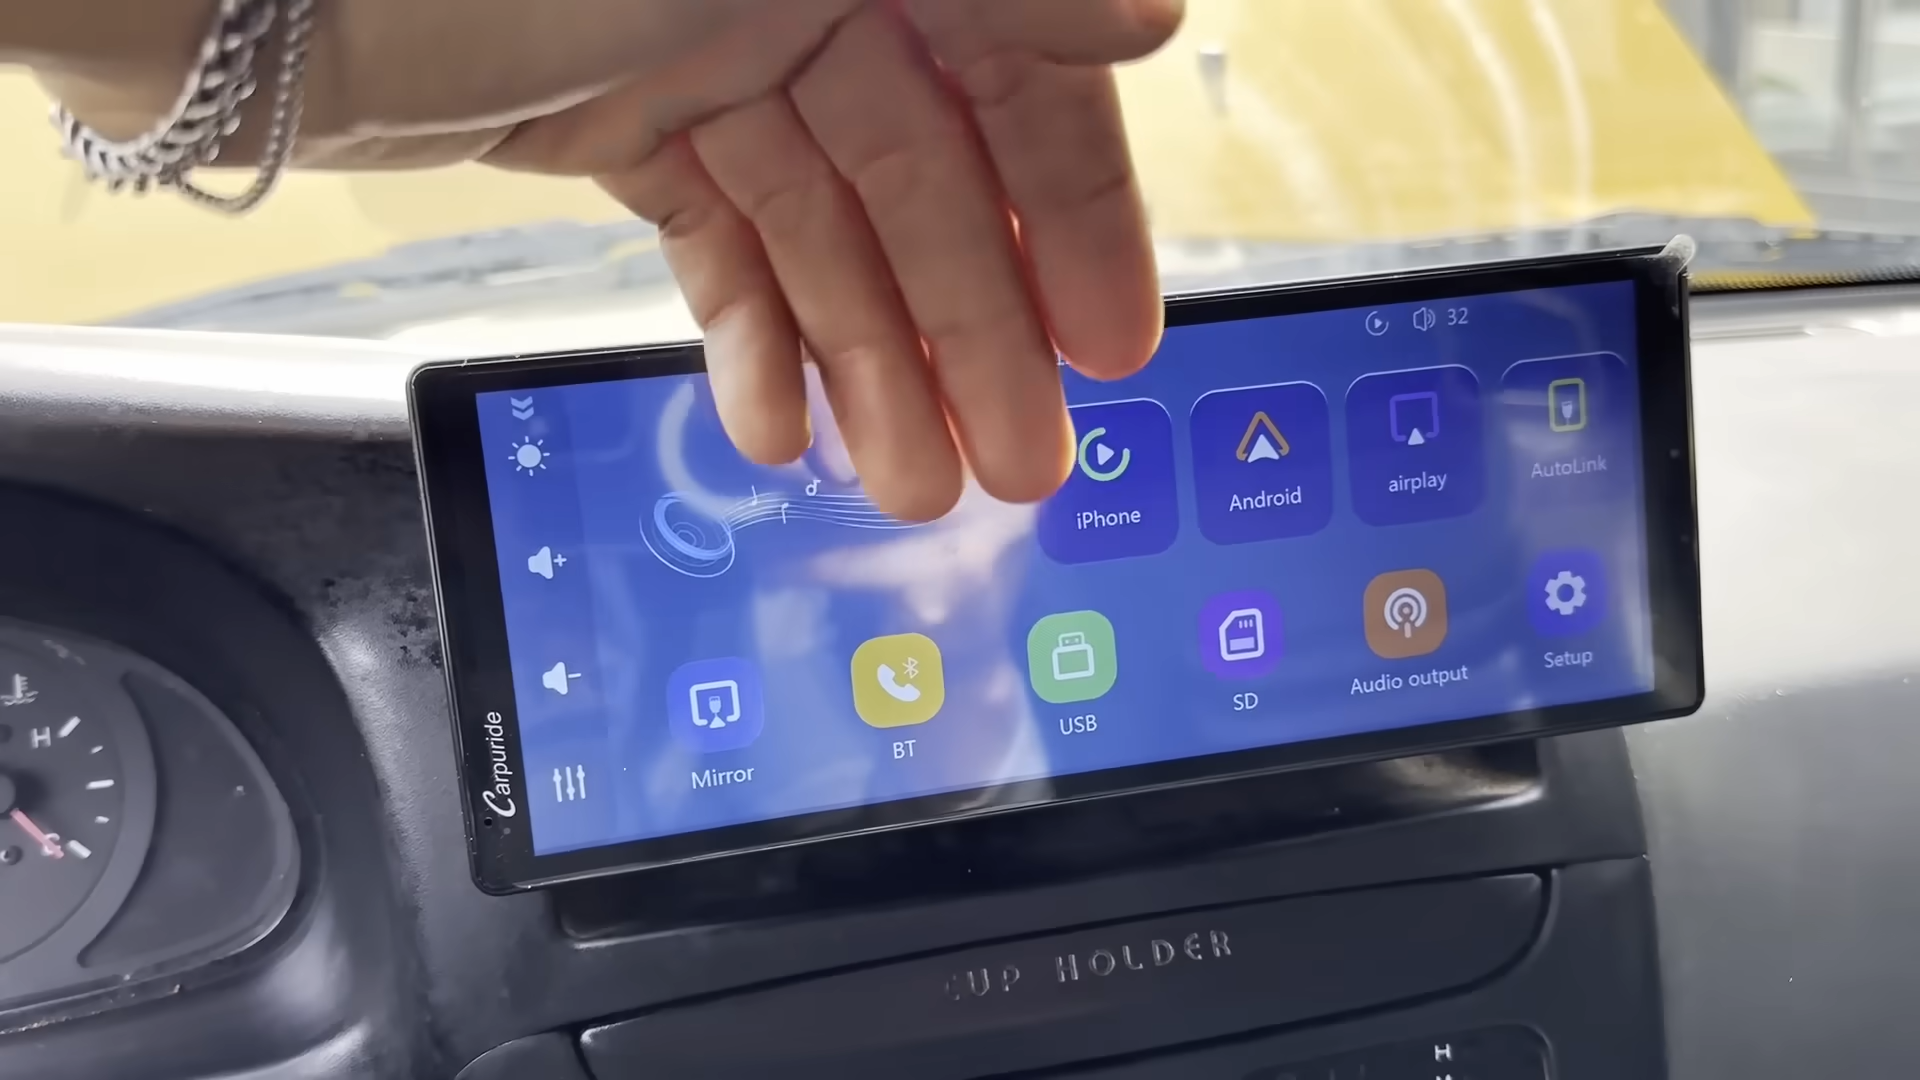 32
iPhone
Android
airplay
AutoLink
Mirror
BT
USB
SD
Audio output
Setup
Carpuride
H
C
CUP HOLDER
H